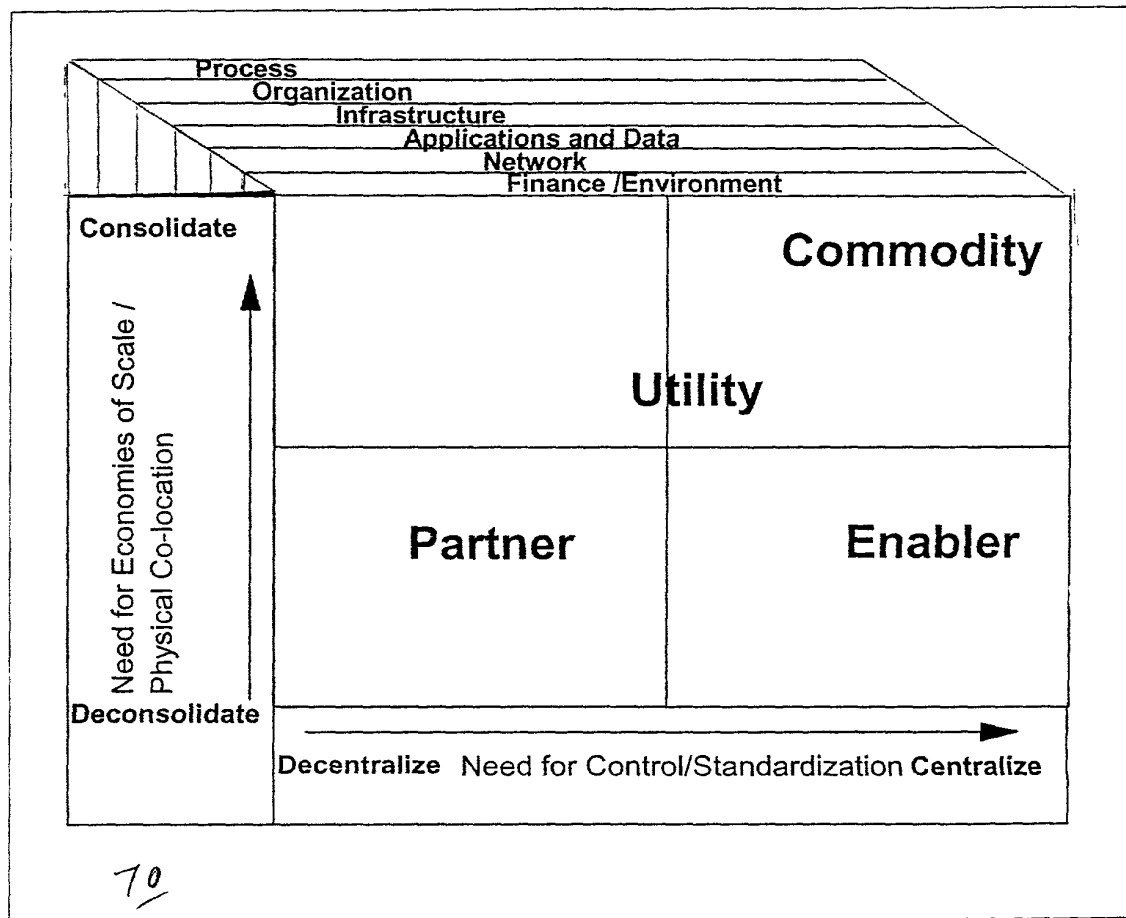 Process
Organization
Infrastructure
Applications and Data
Network
Finance /Environment
Consolidate
Commodity
Need for Economies of Scale /
Physical Co-location
Utility
Partner
Enabler
Deconsolidate
Decentralize Need for Control/Standardization Centralize
70